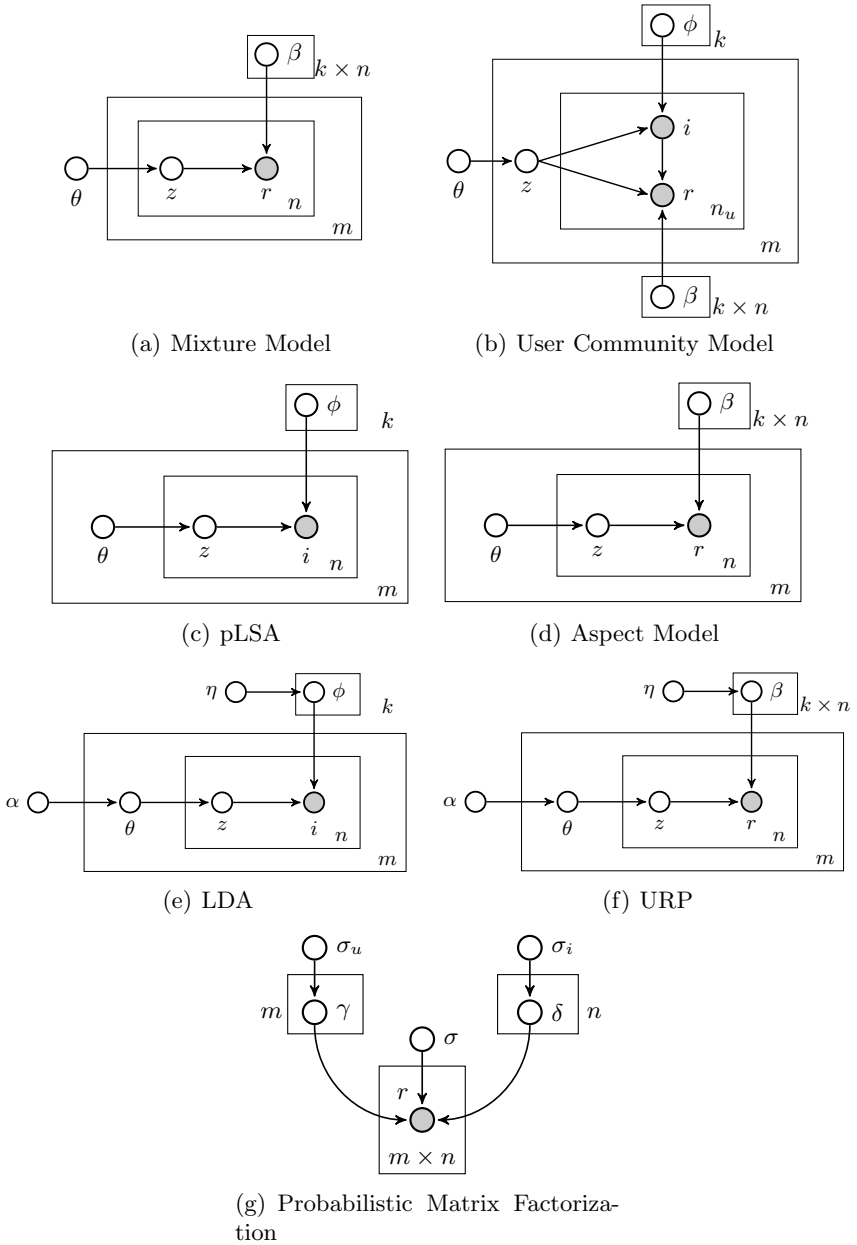 β
k × n
θ
z
r
n
m
(a) Mixture Model
ϕ
k
i
θ
z
r
n_u
m
β
k × n
(b) User Community Model
ϕ
k
θ
z
i
n
m
(c) pLSA
β
k × n
θ
z
r
n
m
(d) Aspect Model
η
ϕ
k
α
θ
z
i
n
m
(e) LDA
η
β
k × n
α
θ
z
r
n
m
(f) URP
σ_u
σ_i
m
γ
δ
n
σ
r
m × n
(g) Probabilistic Matrix Factoriza-
tion